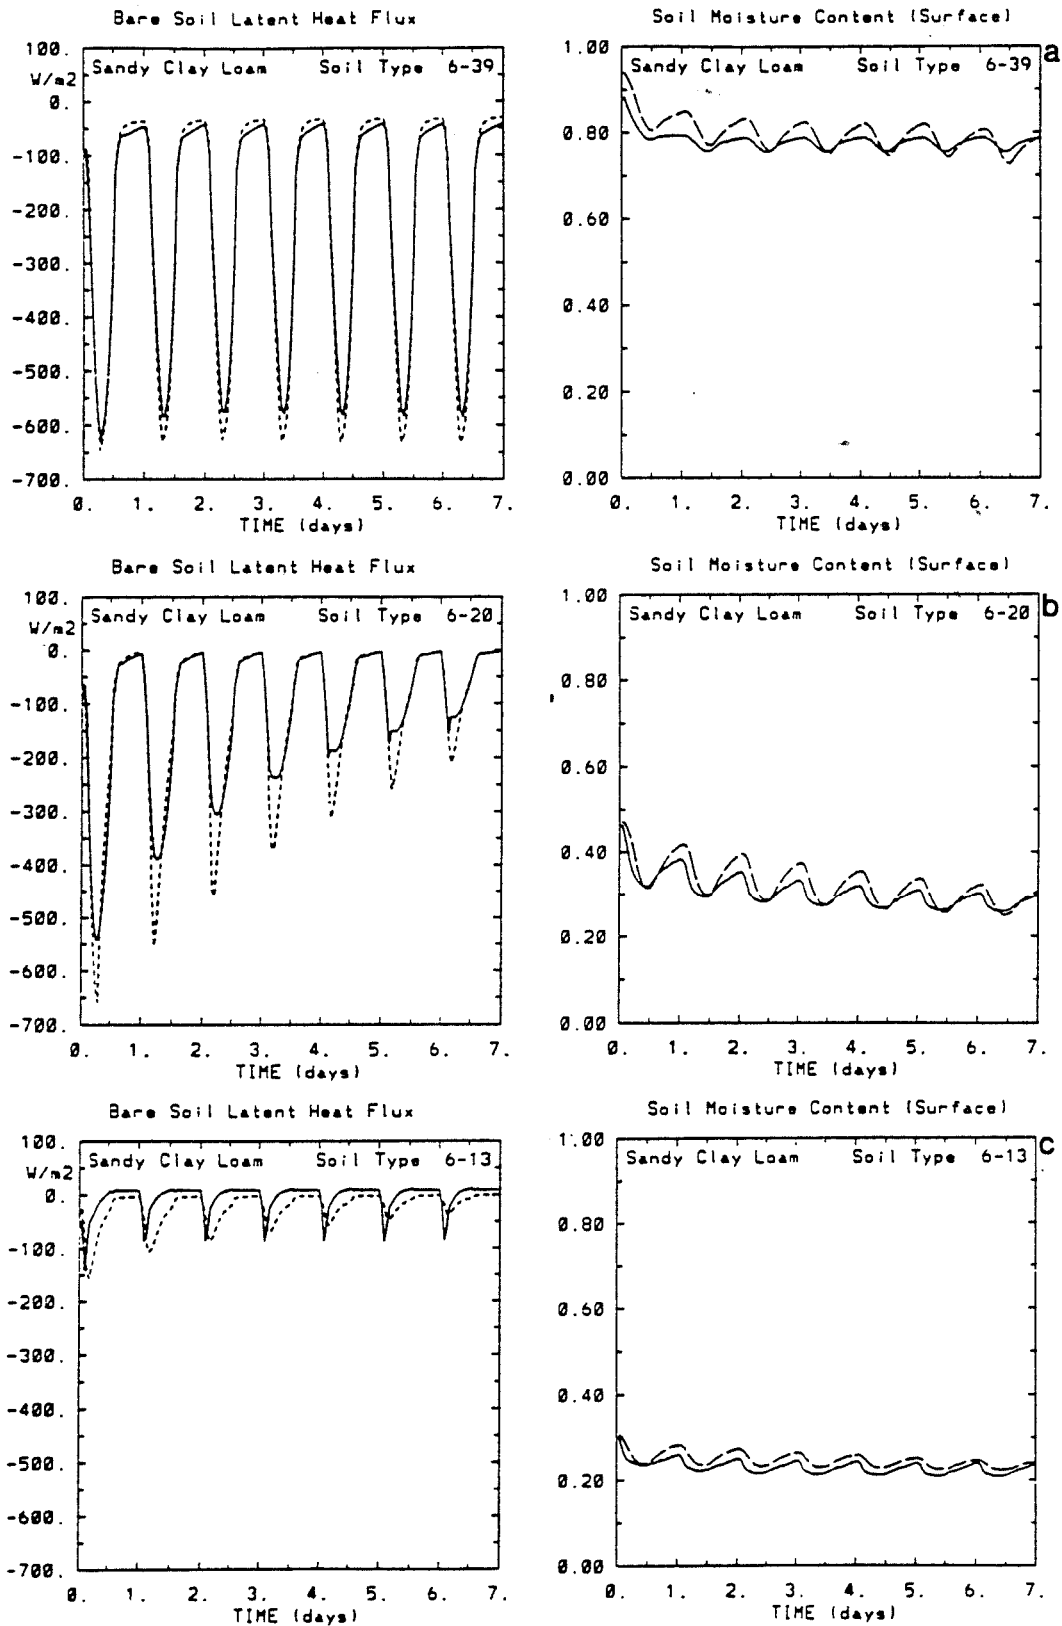 Bare Soil Latent Heat Flux
100.
W/m2
Sandy Clay Loam Soil Type 6-39
0.
-100.
-200.
-300.
-400.
-500.
-600.
-700.
0. 1. 2. 3. 4. 5. 6. 7.
TIME (days)
Soil Moisture Content (Surface)
a
1.00
Sandy Clay Loam Soil Type 6-39
0.80
0.60
0.40
0.20
0.00
0. 1. 2. 3. 4. 5. 6. 7.
TIME (days)
Bare Soil Latent Heat Flux
100.
W/m2
Sandy Clay Loam Soil Type 6-20
0.
-100.
-200.
-300.
-400.
-500.
-600.
-700.
0. 1. 2. 3. 4. 5. 6. 7.
TIME (days)
Soil Moisture Content (Surface)
b
1.00
Sandy Clay Loam Soil Type 6-20
0.80
0.60
0.40
0.20
0.00
0. 1. 2. 3. 4. 5. 6. 7.
TIME (days)
Bare Soil Latent Heat Flux
100.
W/m2
Sandy Clay Loam Soil Type 6-13
0.
-100.
-200.
-300.
-400.
-500.
-600.
-700.
0. 1. 2. 3. 4. 5. 6. 7.
TIME (days)
Soil Moisture Content (Surface)
c
1.00
Sandy Clay Loam Soil Type 6-13
0.80
0.60
0.40
0.20
0.00
0. 1. 2. 3. 4. 5. 6. 7.
TIME (days)